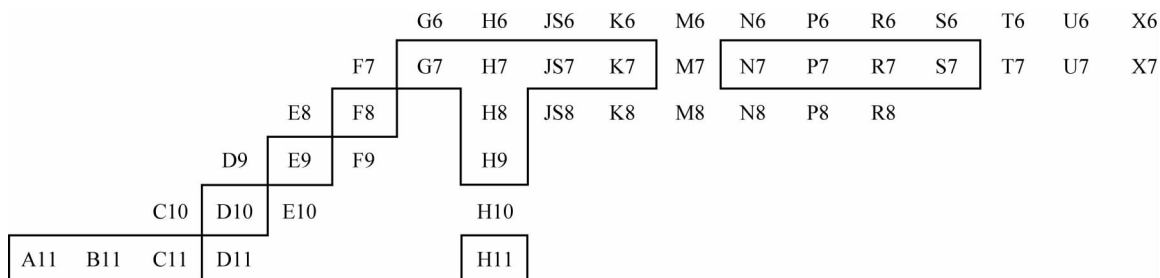 G6 H6 JS6 K6 M6 N6 P6 R6 S6 T6 U6 X6
F7 G7 H7 JS7 K7 M7 N7 P7 R7 S7 T7 U7 X7
E8 F8 H8 JS8 K8 M8 N8 P8 R8
D9 E9 F9 H9
C10 D10 E10 H10
A11 B11 C11 D11 H11